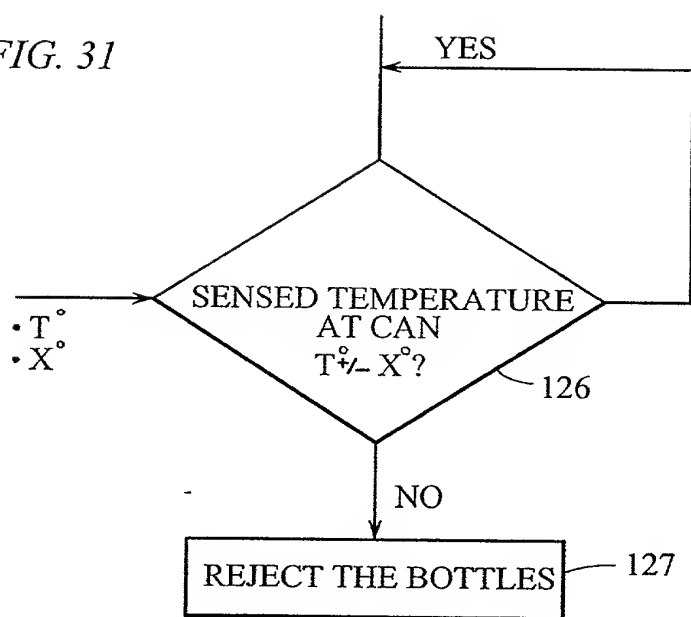 FIG. 31
YES
• T°
• X°
SENSED TEMPERATURE
AT CAN
T° +/- X°?
126
NO
REJECT THE BOTTLES
127